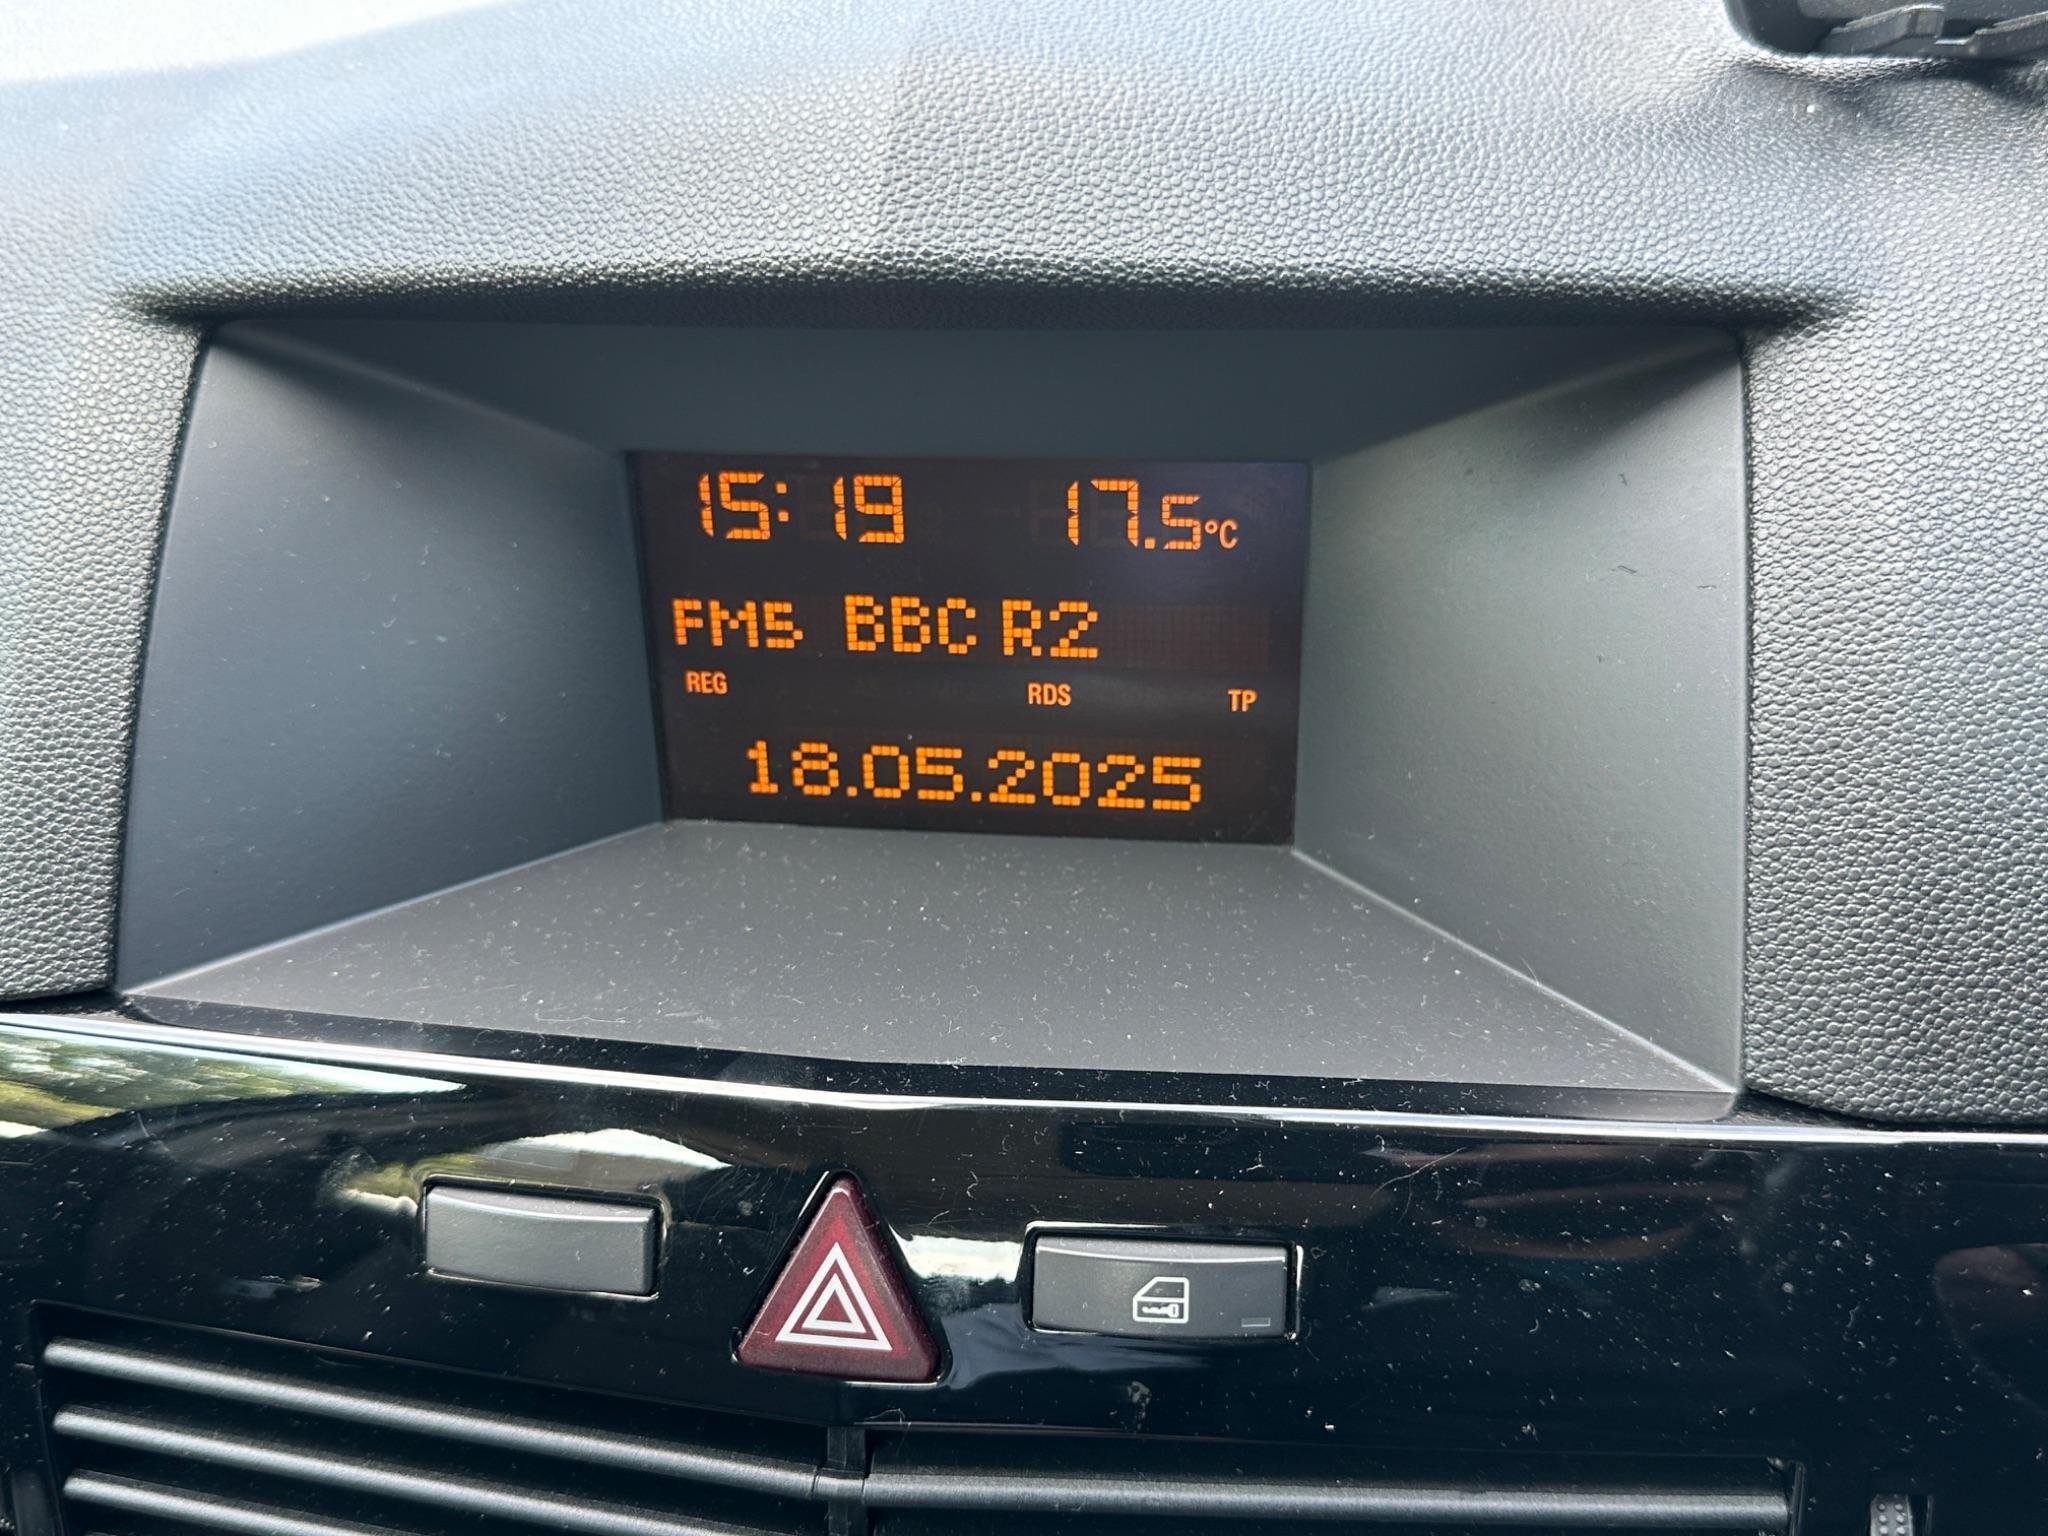 15:19 17.5°C
FM5 BBC R2
REG RDS TP
18.05.2025